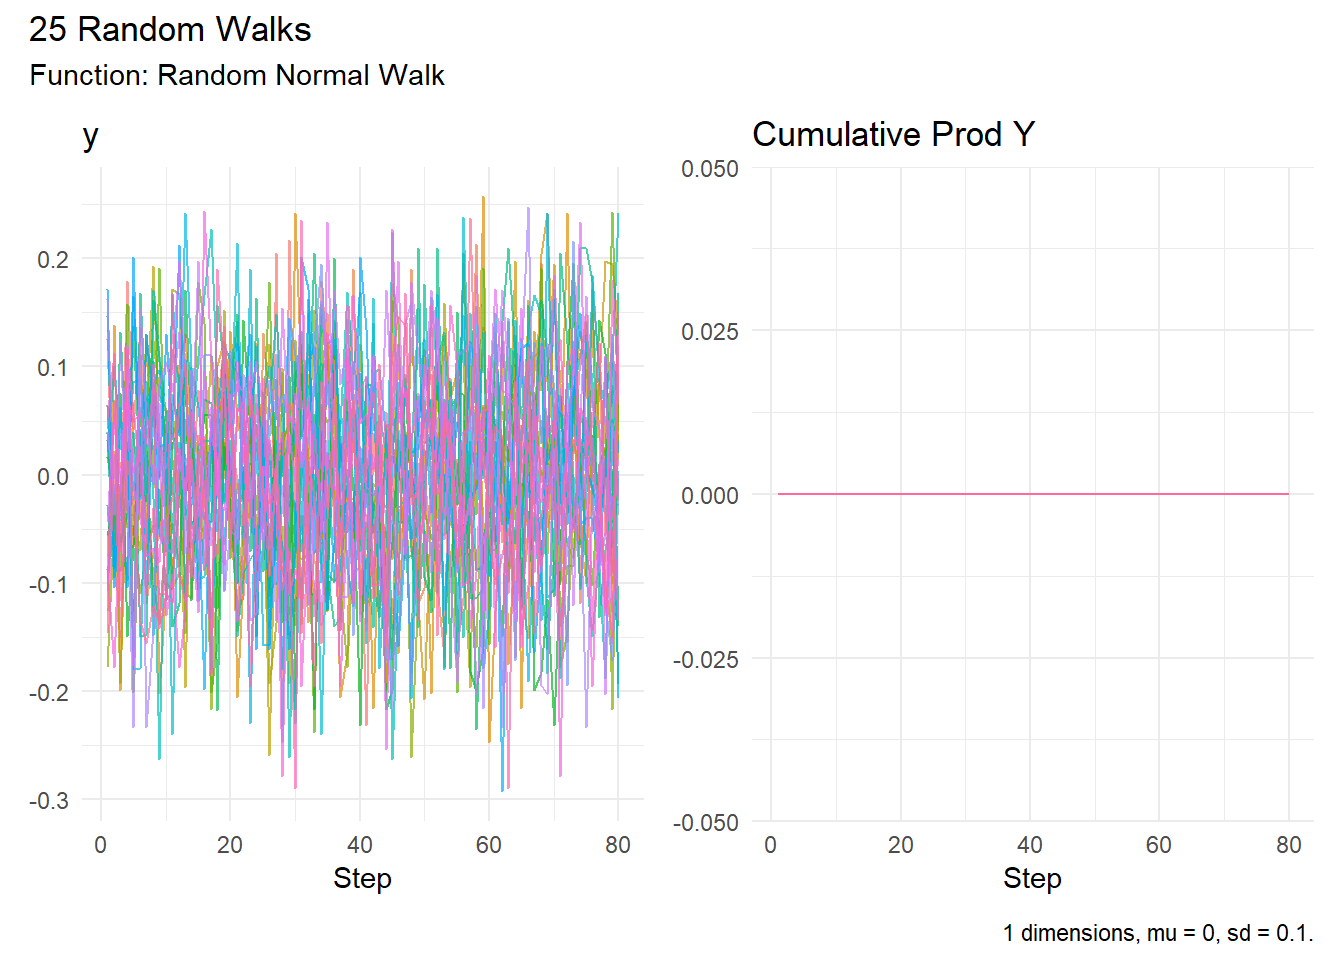 25 Random Walks
Function: Random Normal Walk
y
0.2
0.1
0.0
-0.1
-0.2
-0.3
0 20 40 60 80
Step
Cumulative Prod Y
0.050
0.025
0.000
-0.025
-0.050
0 20 40 60 80
Step
1 dimensions, mu = 0, sd = 0.1.